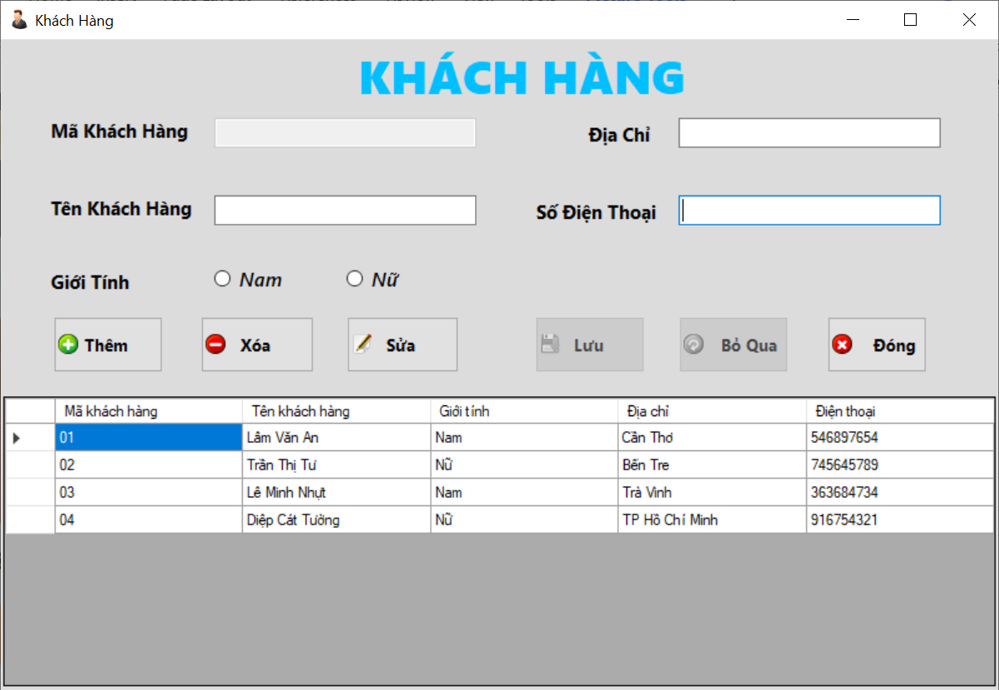 Khách Hàng
KHÁCH HÀNG
Mã Khách Hàng
Địa Chỉ
Tên Khách Hàng
Số Điện Thoại
Giới Tính
Nam
Nữ
Thêm
Xóa
Sửa
Lưu
Bỏ Qua
Đóng
Mã khách hàng Tên khách hàng Giới tính Địa chỉ Điện thoại
01 Lâm Văn An Nam Cần Thơ 546897654
02 Trần Thị Tư Nữ Bến Tre 745645789
03 Lê Minh Nhựt Nam Trà Vinh 363684734
04 Diệp Cát Tường Nữ TP Hồ Chí Minh 916754321